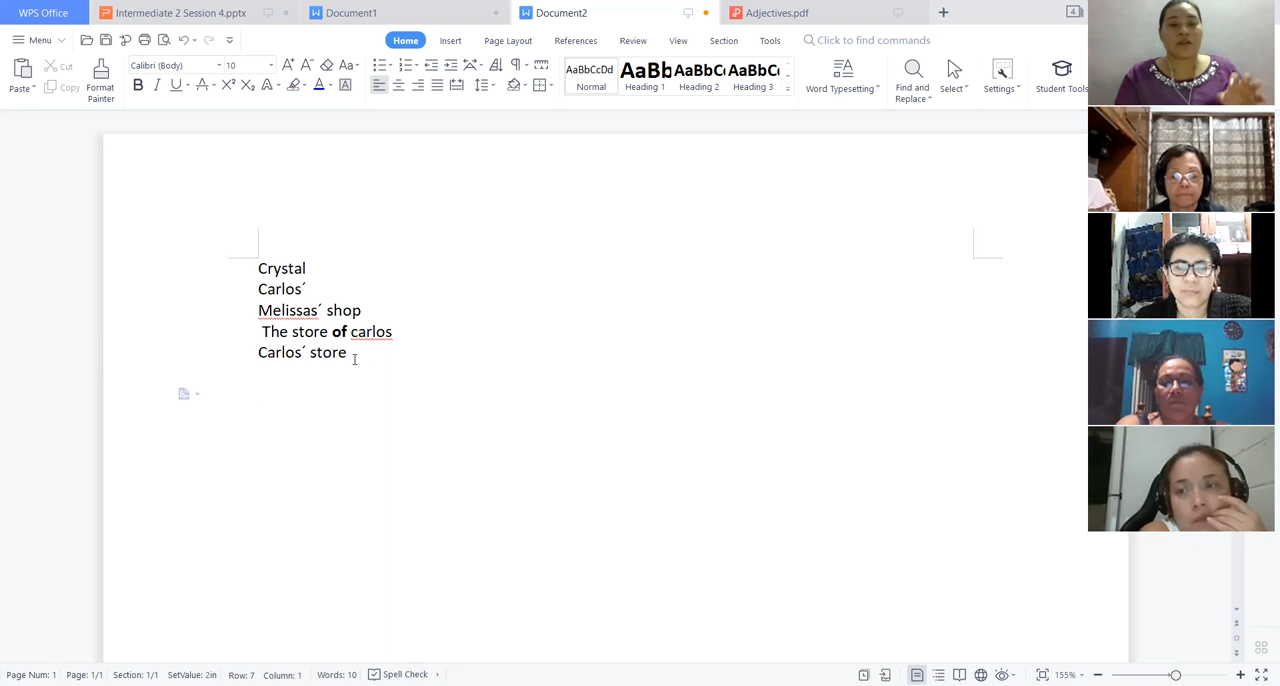 WPS Office Intermediate 2 Session 4.pptx Document1 Document2 Adjectives.pdf 4
Menu Home Insert Page Layout References Review View Section Tools Click to find commands
Paste Cut Copy Format Painter Calibri (Body) 10 AaBbCcDd Normal AaBb Heading 1 AaBbC Heading 2 AaBbC Heading 3 Word Typesetting Find and Replace Select Settings Student Tools
Crystal
Carlos´
Melissas´ shop
The store of carlos
Carlos´ store
Page Num: 1 Page: 1/1 Section: 1/1 Row: 7 Column: 1 Words: 10 Spell Check 155%